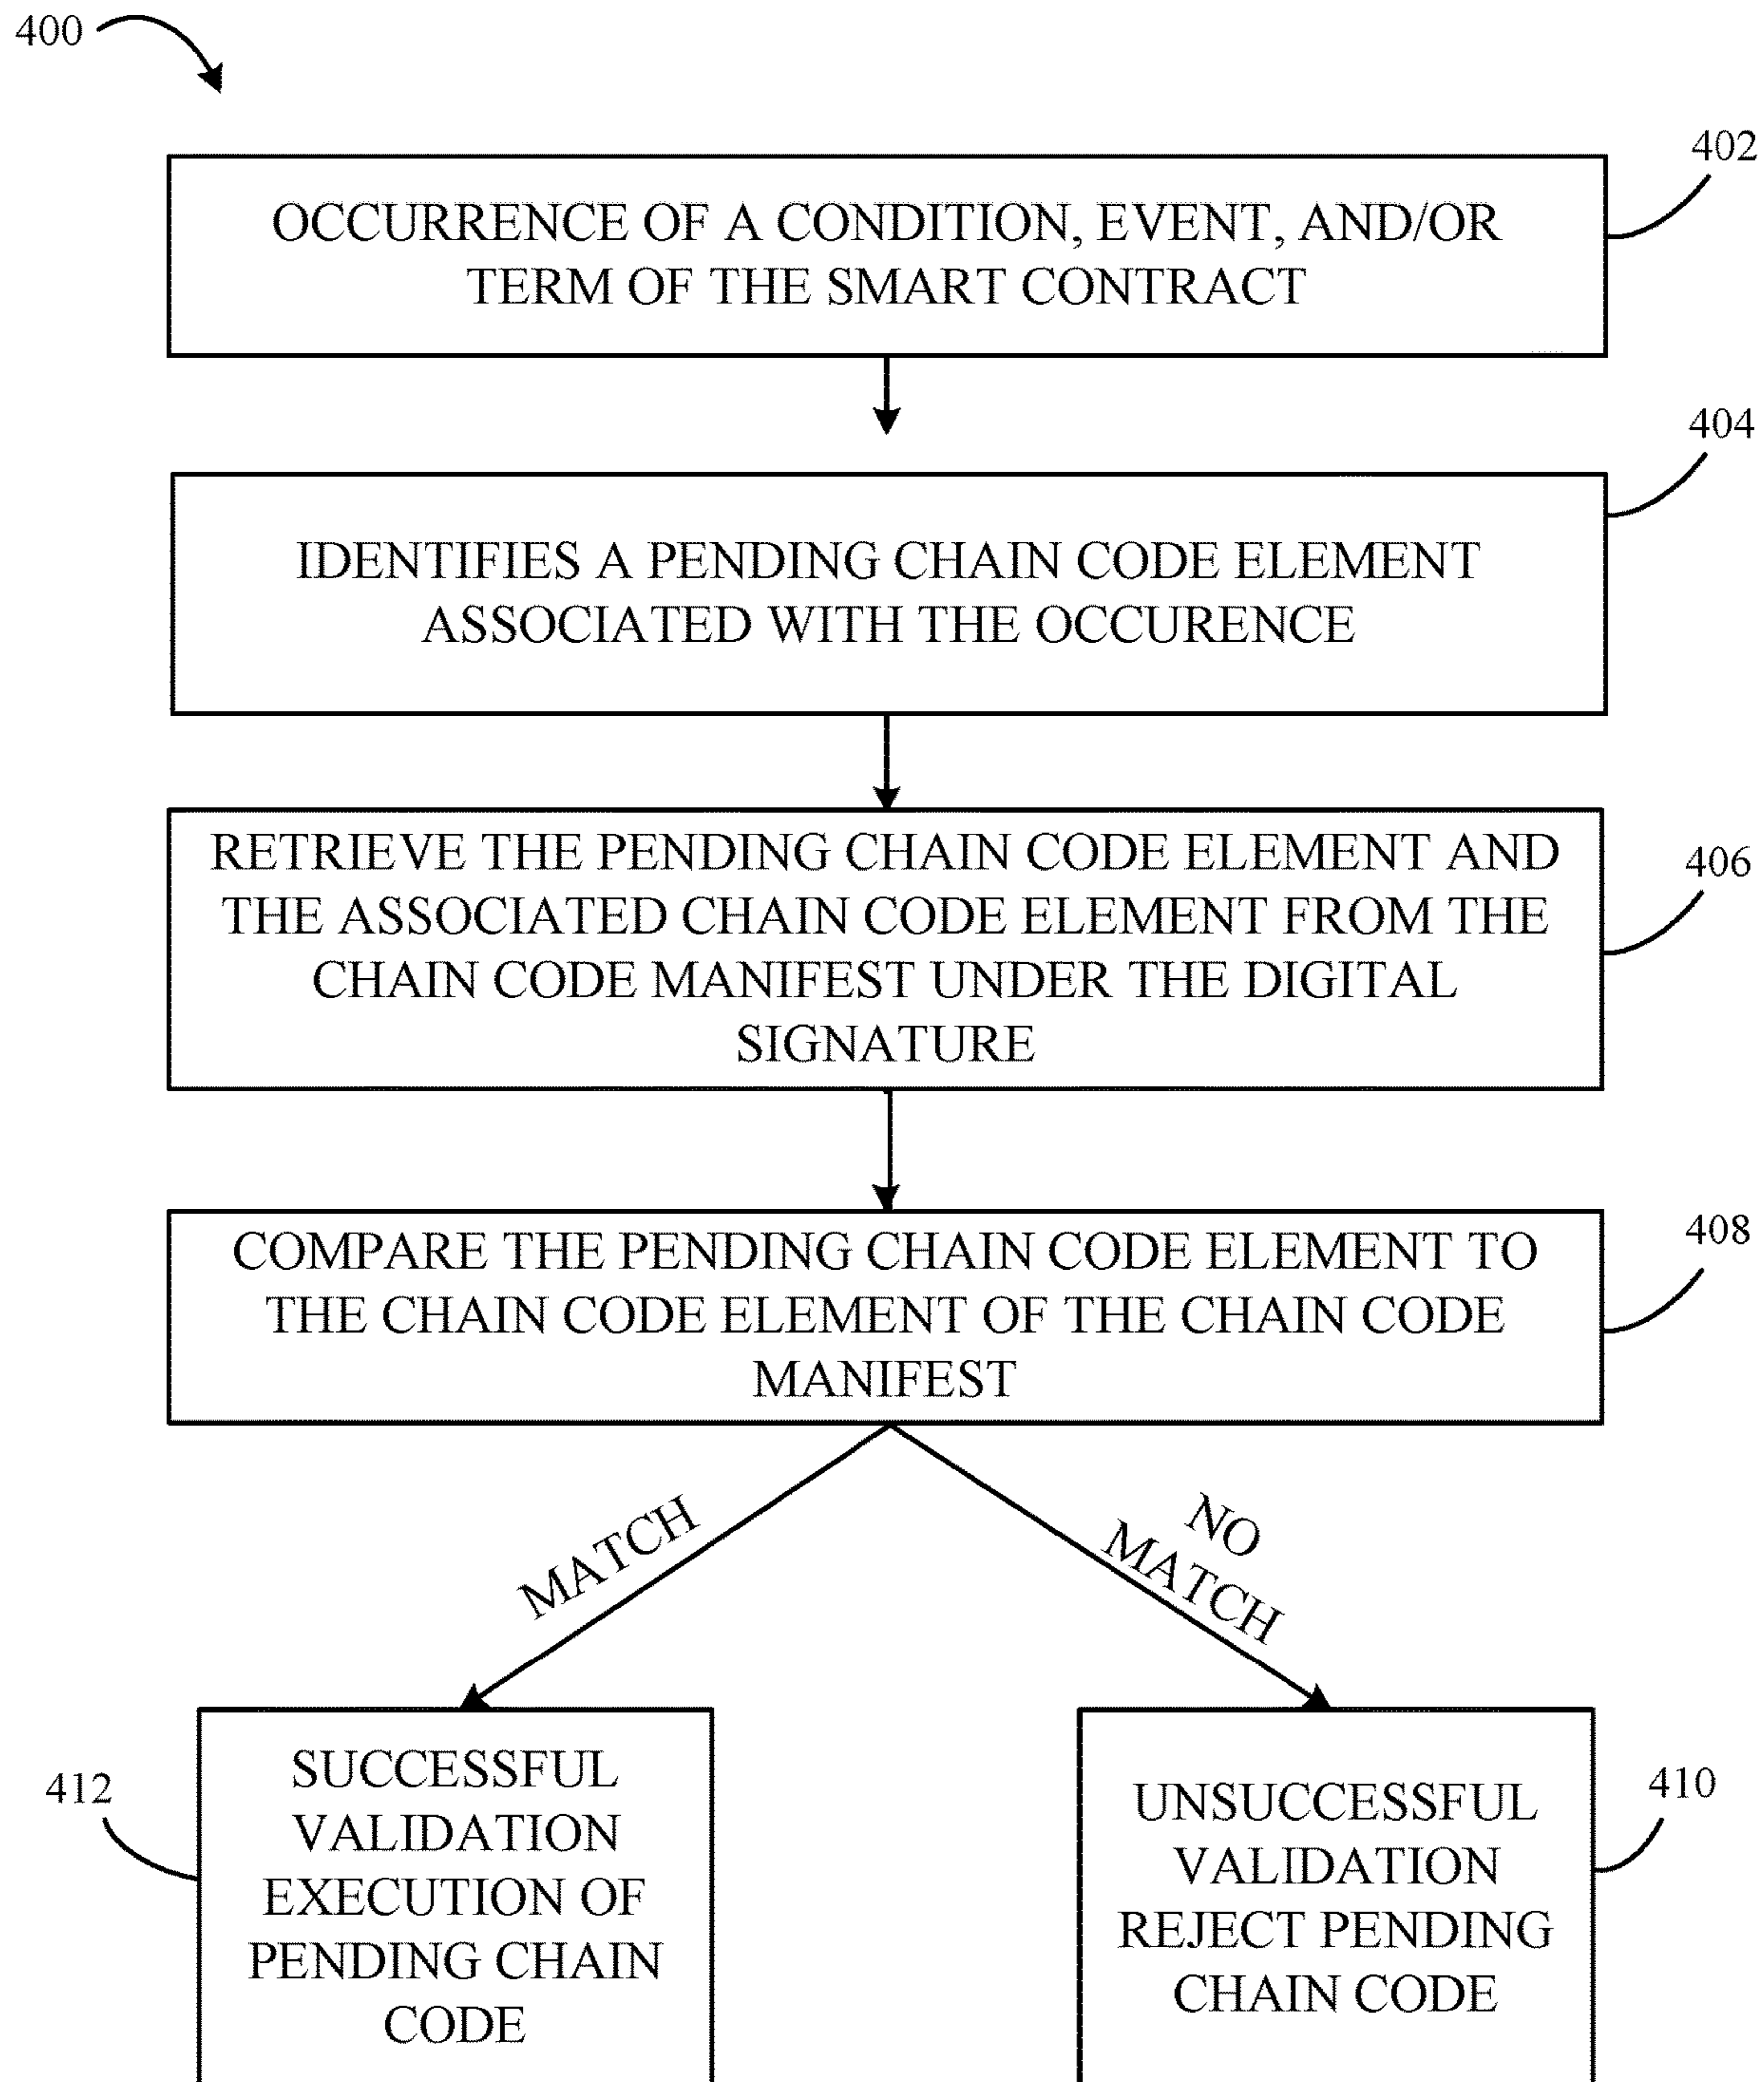 400
402
OCCURRENCE OF A CONDITION, EVENT, AND/OR
TERM OF THE SMART CONTRACT
404
IDENTIFIES A PENDING CHAIN CODE ELEMENT
ASSOCIATED WITH THE OCCURENCE
406
RETRIEVE THE PENDING CHAIN CODE ELEMENT AND
THE ASSOCIATED CHAIN CODE ELEMENT FROM THE
CHAIN CODE MANIFEST UNDER THE DIGITAL
SIGNATURE
408
COMPARE THE PENDING CHAIN CODE ELEMENT TO
THE CHAIN CODE ELEMENT OF THE CHAIN CODE
MANIFEST
MATCH
NO
MATCH
412
SUCCESSFUL
VALIDATION
EXECUTION OF
PENDING CHAIN
CODE
410
UNSUCCESSFUL
VALIDATION
REJECT PENDING
CHAIN CODE